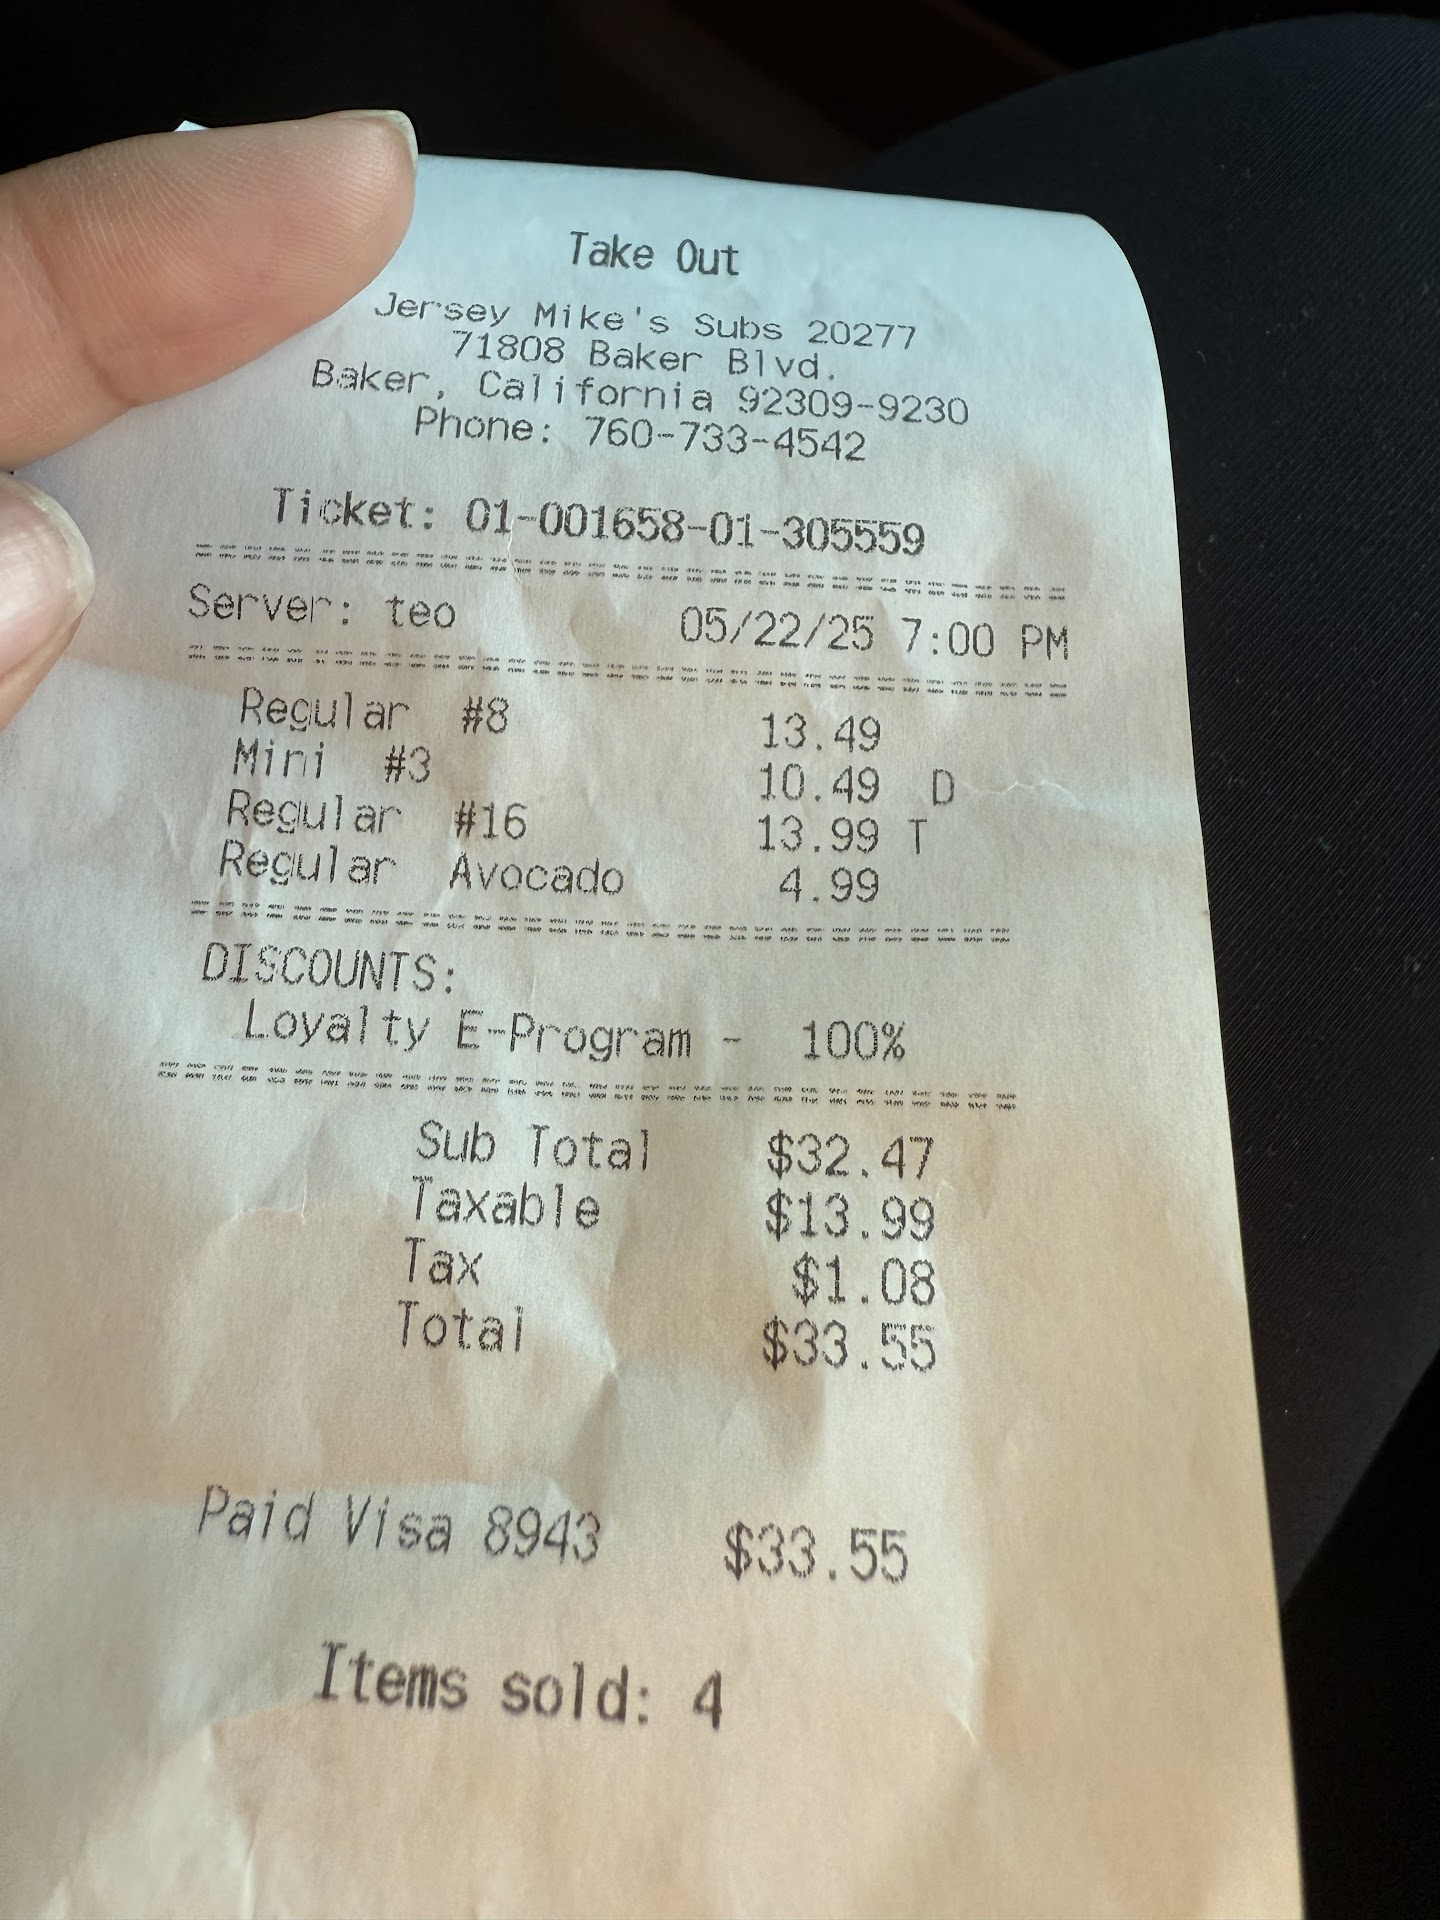 Take Out
Jersey Mike's Subs 20277
71808 Baker Blvd.
Baker, California 92309-9230
Phone: 760-733-4542
Ticket: 01-001658-01-305559
Server: teo 05/22/25 7:00 PM
Regular #8 13.49
Mini #3 10.49 D
Regular #16 13.99 T
Regular Avocado 4.99
DISCOUNTS:
Loyalty E-Program - 100%
Sub Total $32.47
Taxable $13.99
Tax $1.08
Total $33.55
Paid Visa 8943 $33.55
Items sold: 4